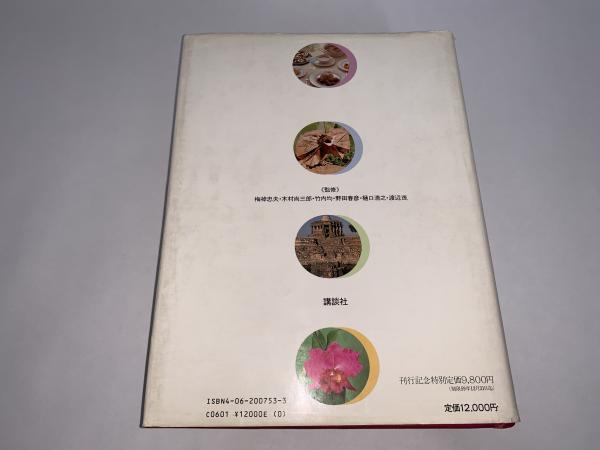 《監修》
梅棹忠夫・木村尚三郎・竹内均・野田春彦・樋口清之・渡辺茂
講談社
刊行記念特別定価9,800円
ISBN4-06-200753-3
C0601 ¥12000E (0)
定価12,000円